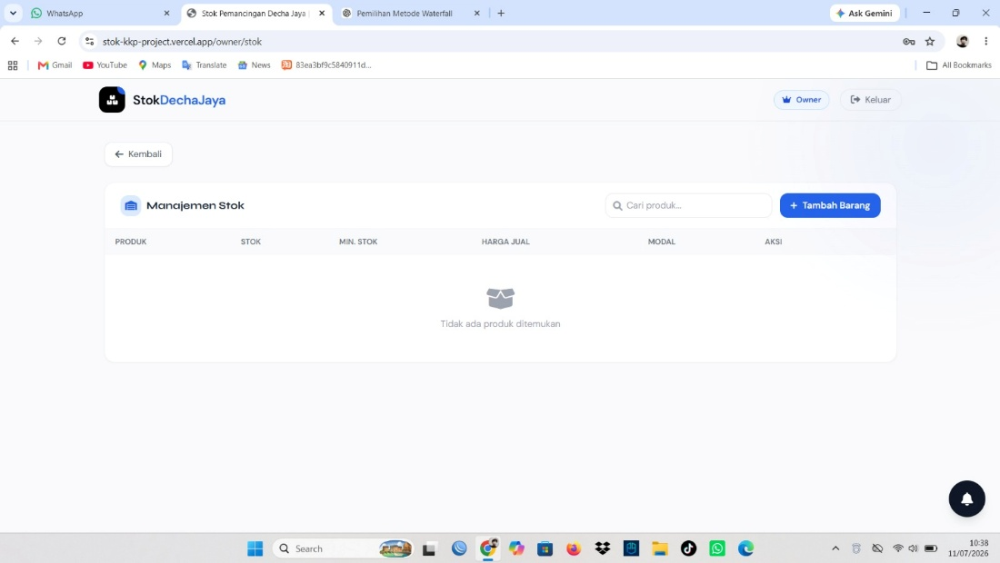 WhatsApp
Stok Pemancingan Decha Jaya
Pemilihan Metode Waterfall
Ask Gemini
stok-kkp-project.vercel.app/owner/stok
Gmail
YouTube
Maps
Translate
News
83ea3bf9c5840911d...
All Bookmarks
StokDechaJaya
Owner
Keluar
Kembali
Manajemen Stok
Cari produk...
+ Tambah Barang
PRODUK STOK MIN. STOK HARGA JUAL MODAL AKSI
Tidak ada produk ditemukan
Search
10:38
11/07/2026